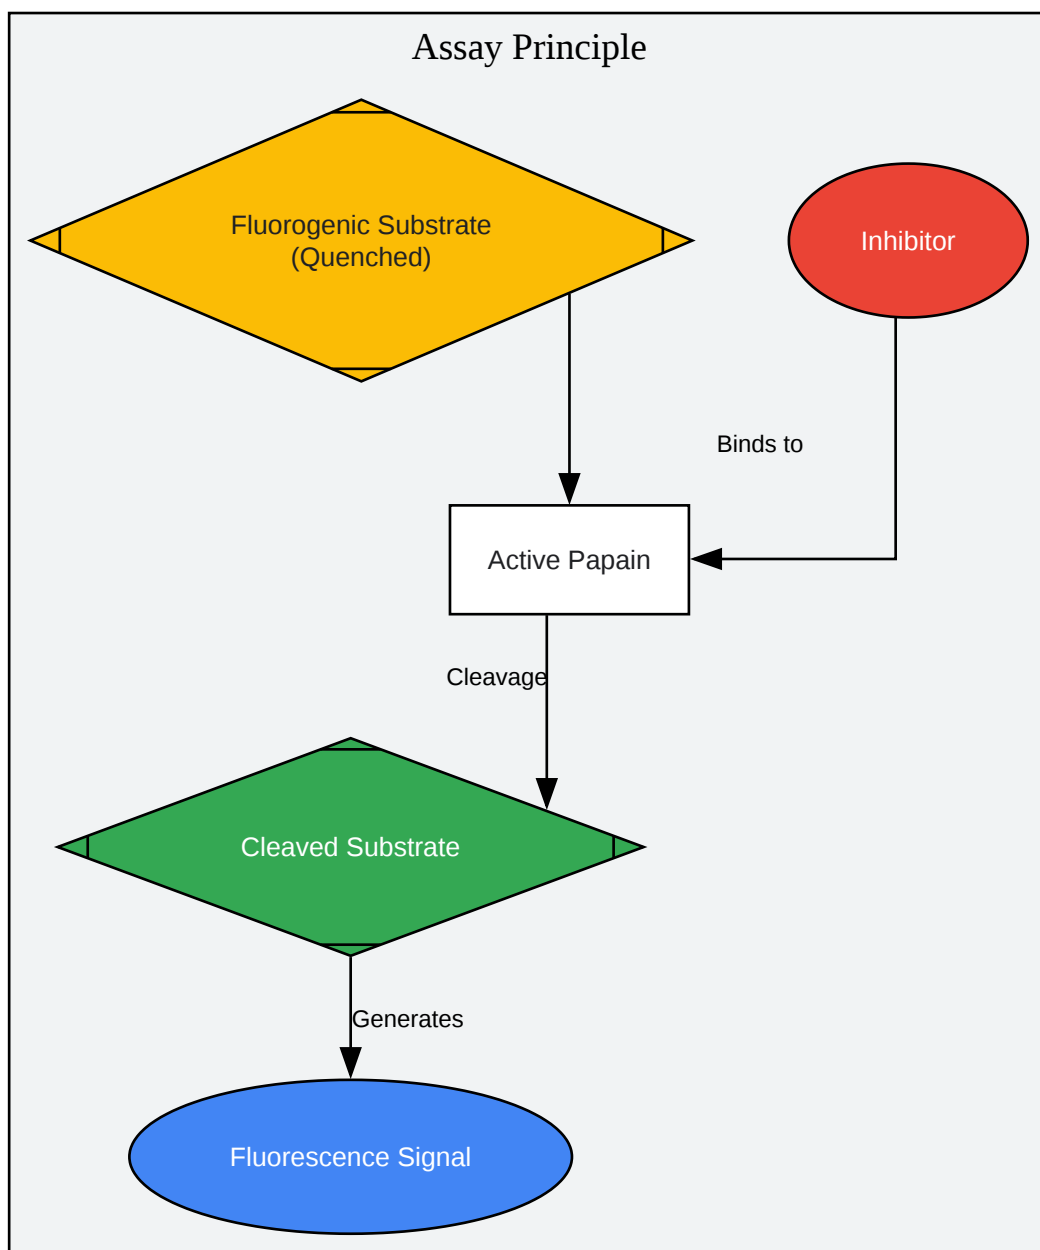 Assay Principle
Fluorogenic Substrate
(Quenched)
Inhibitor
Binds to
Active Papain
Cleavage
Cleaved Substrate
Generates
Fluorescence Signal